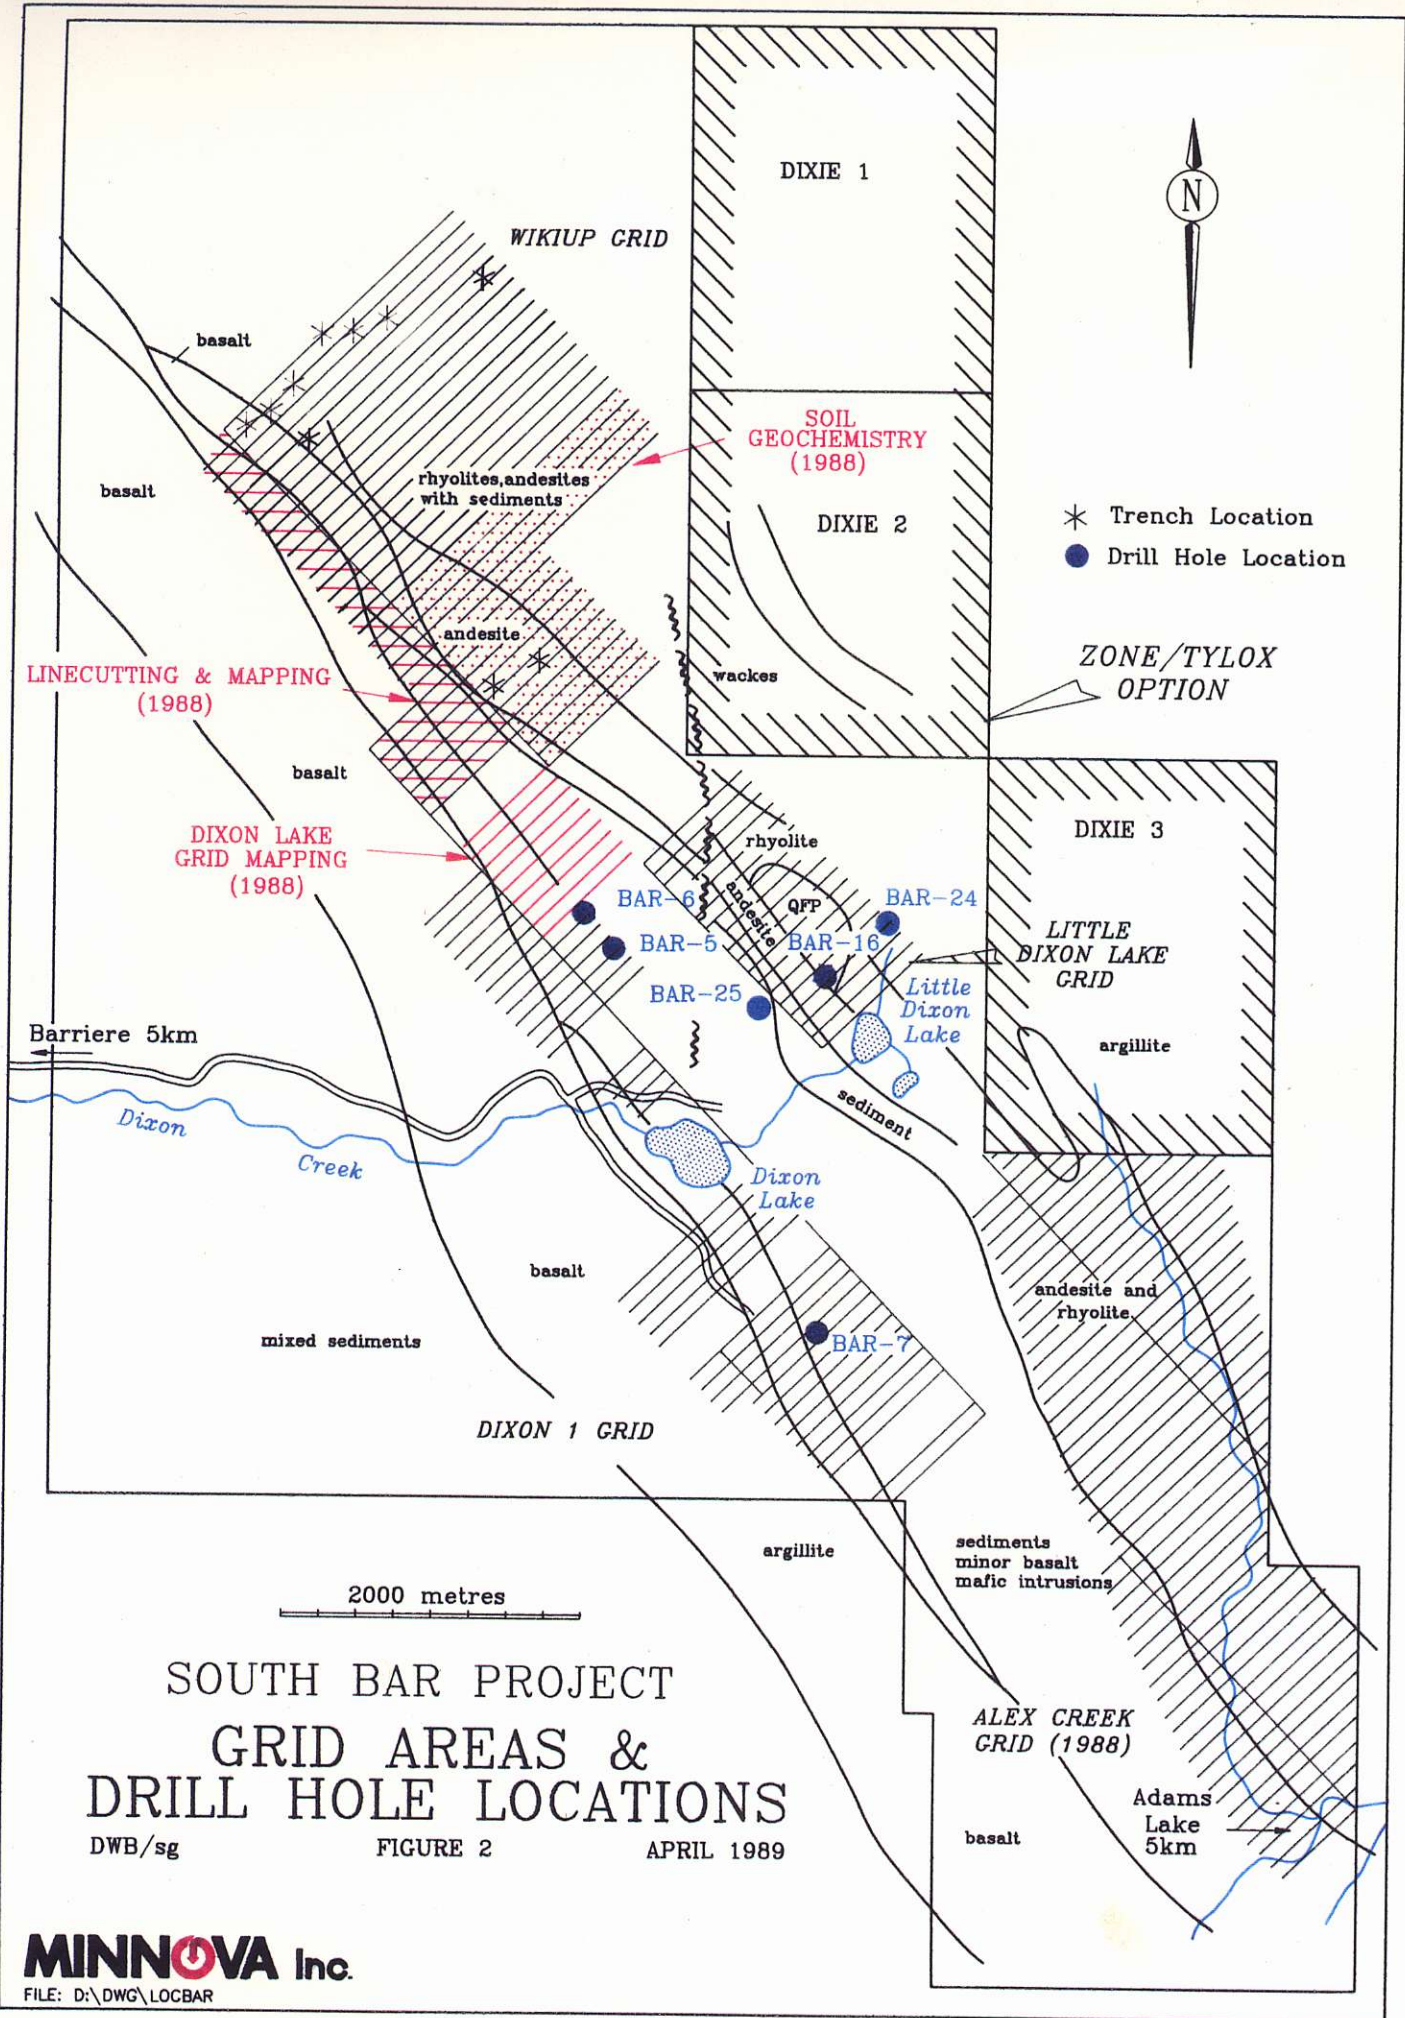 DIXIE 1
N
WIKIUP GRID
basalt
SOIL
GEOCHEMISTRY
(1988)
rhyolites,andesites
with sediments
basalt
DIXIE 2
Trench Location
Drill Hole Location
andesite
wackes
ZONE/TYLOX
OPTION
LINECUTTING & MAPPING
(1988)
basalt
DIXON LAKE
GRID MAPPING
(1988)
rhyolite
DIXIE 3
BAR-6
andesite
QFP
BAR-24
BAR-5
BAR-16
LITTLE
DIXON LAKE
GRID
BAR-25
Little
Dixon
Lake
Barriere 5km
argillite
Dixon
Creek
sediment
Dixon
Lake
basalt
andesite and
rhyolite
mixed sediments
BAR-7
DIXON 1 GRID
argillite
sediments
minor basalt
mafic intrusions
2000 metres
SOUTH BAR PROJECT
GRID AREAS &
DRILL HOLE LOCATIONS
DWB/sg
FIGURE 2
APRIL 1989
ALEX CREEK
GRID (1988)
Adams
Lake
5km
basalt
MINNOVA Inc.
FILE: D:\DWG\LOCBAR